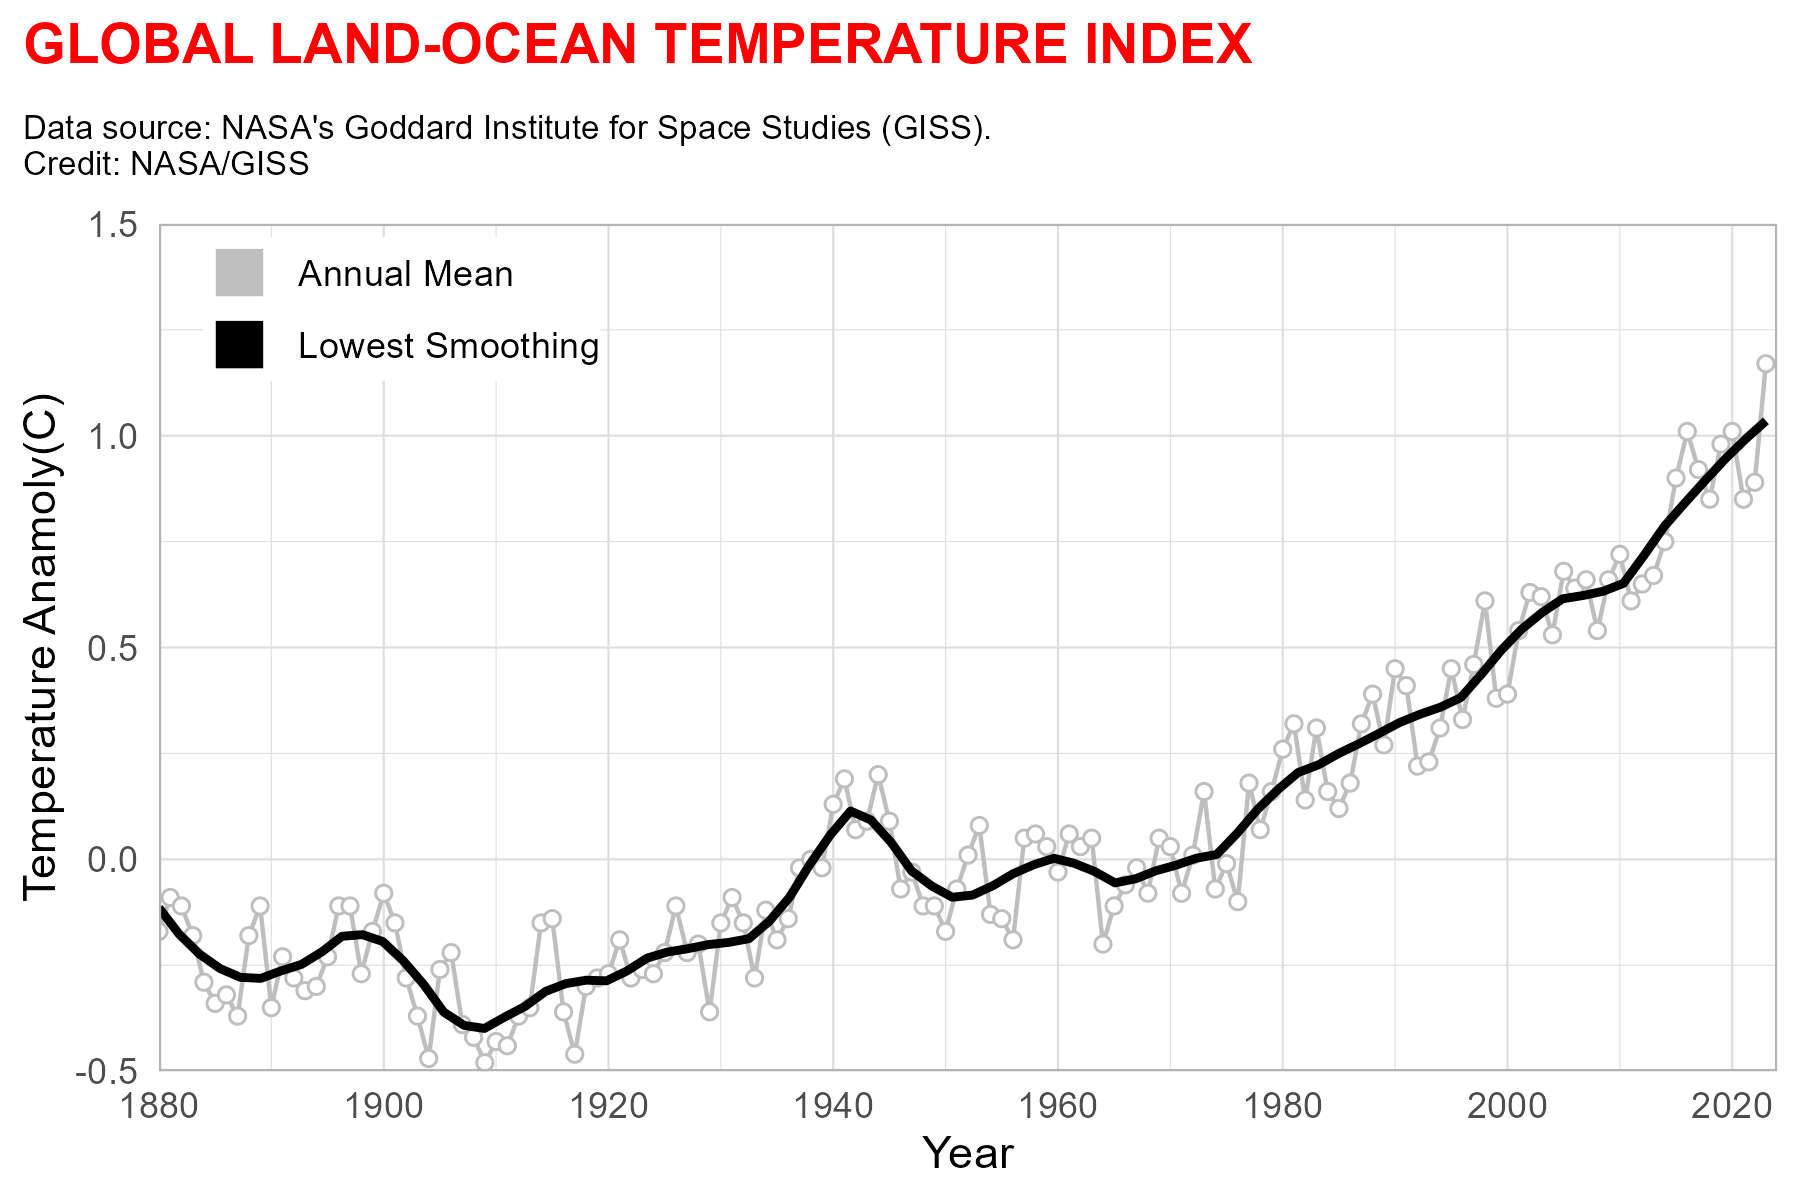 GLOBAL LAND-OCEAN TEMPERATURE INDEX
Data source: NASA's Goddard Institute for Space Studies (GISS).
Credit: NASA/GISS
Annual Mean
Lowest Smoothing
Temperature Anamoly(C)
1.5
1.0
0.5
0.0
-0.5
1880 1900 1920 1940 1960 1980 2000 2020
Year